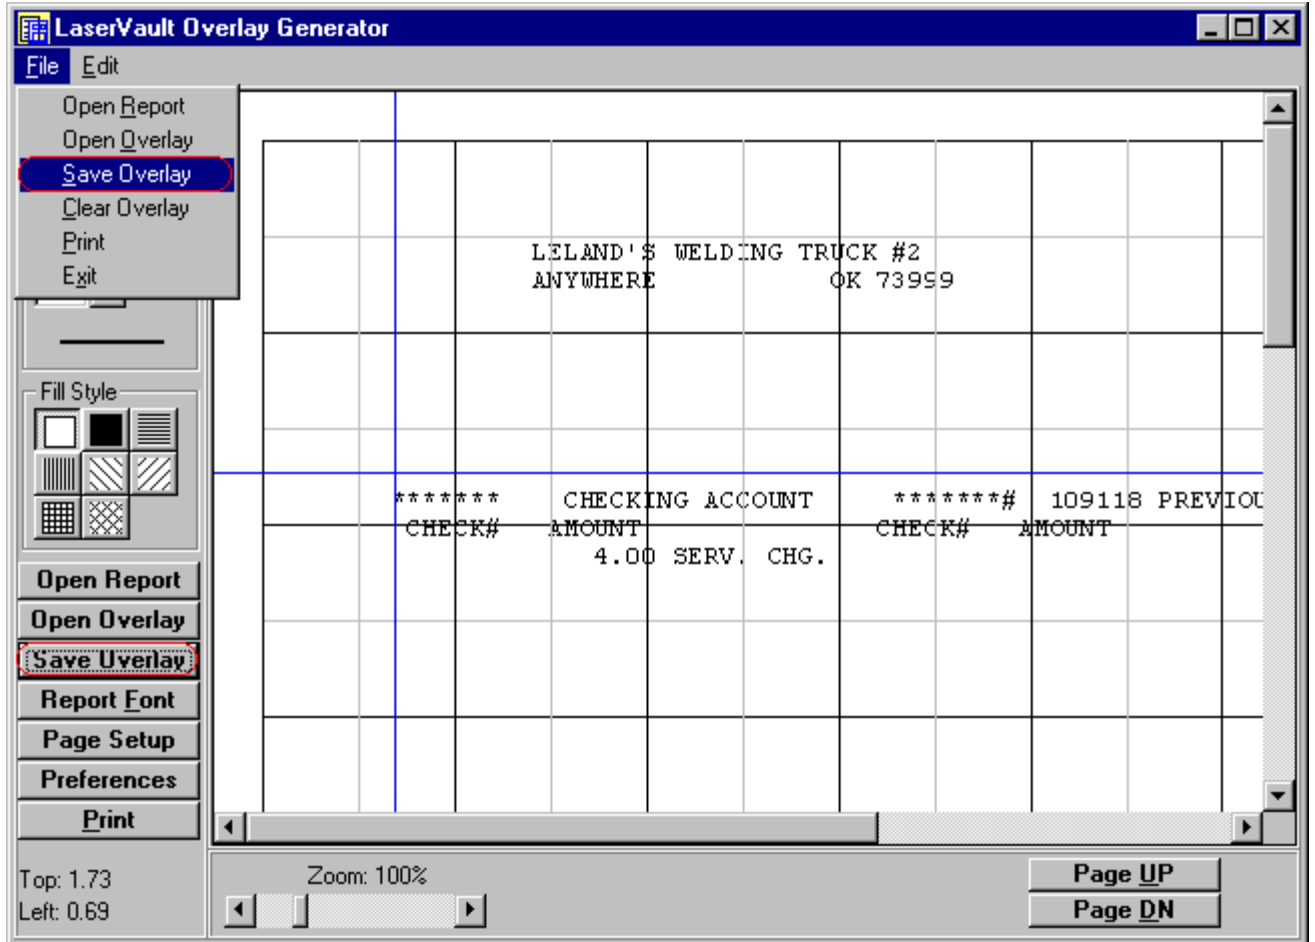 LaserVault Overlay Generator
File Edit
Open Report
Open Overlay
Save Overlay
Clear Overlay
Print
Exit
LELAND'S WELDING TRUCK #2
ANYWHERE OK 73999
Fill Style
******* CHECKING ACCOUNT *******# 109118 PREVIOU
CHECK# AMOUNT CHECK# AMOUNT
4.00 SERV. CHG.
Open Report
Open Overlay
Save Overlay
Report Font
Page Setup
Preferences
Print
Top: 1.73
Left: 0.69
Zoom: 100%
Page UP
Page DN